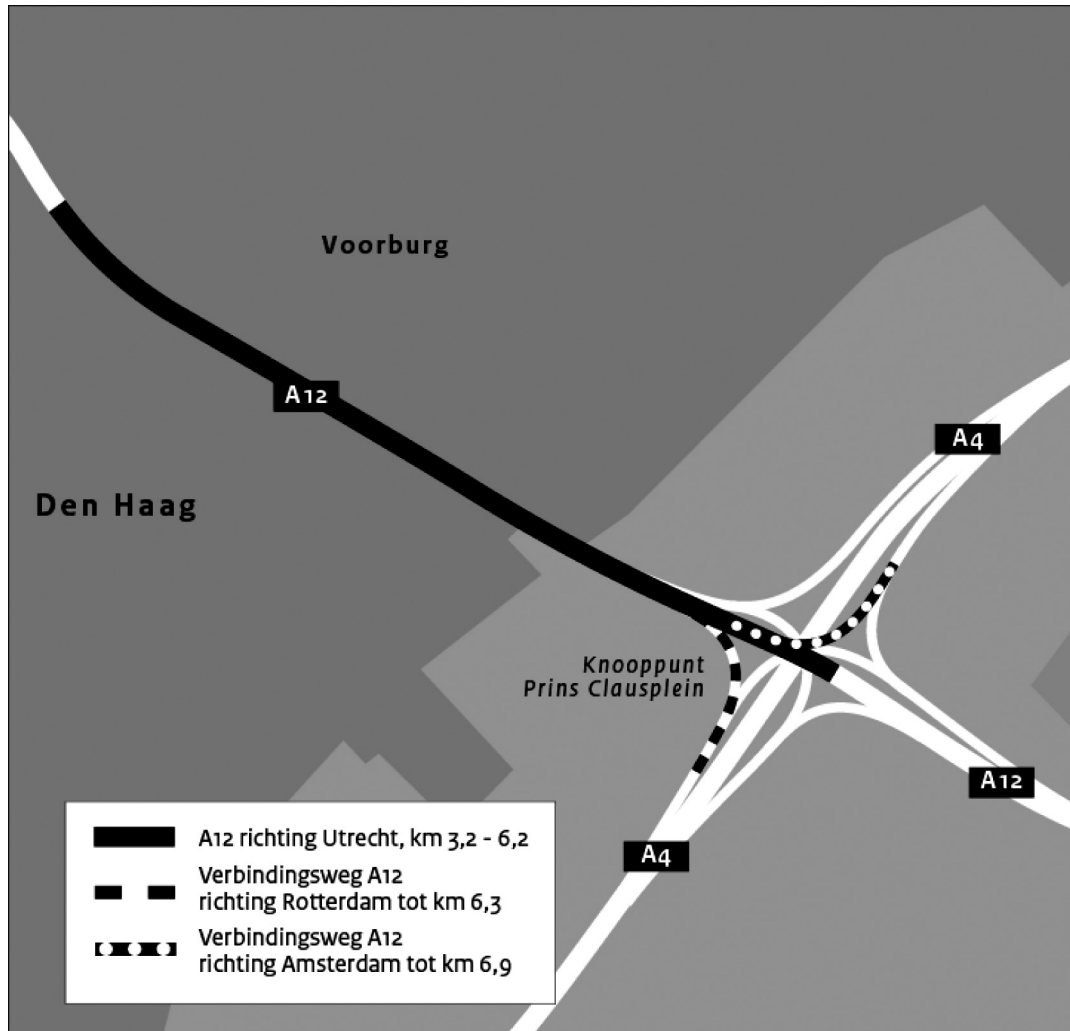 Voorburg
A12
A4
Den Haag
Knooppunt
Prins Clausplein
A12
A4
A12 richting Utrecht, km 3,2 - 6,2
Verbindingsweg A12
richting Rotterdam tot km 6,3
Verbindingsweg A12
richting Amsterdam tot km 6,9